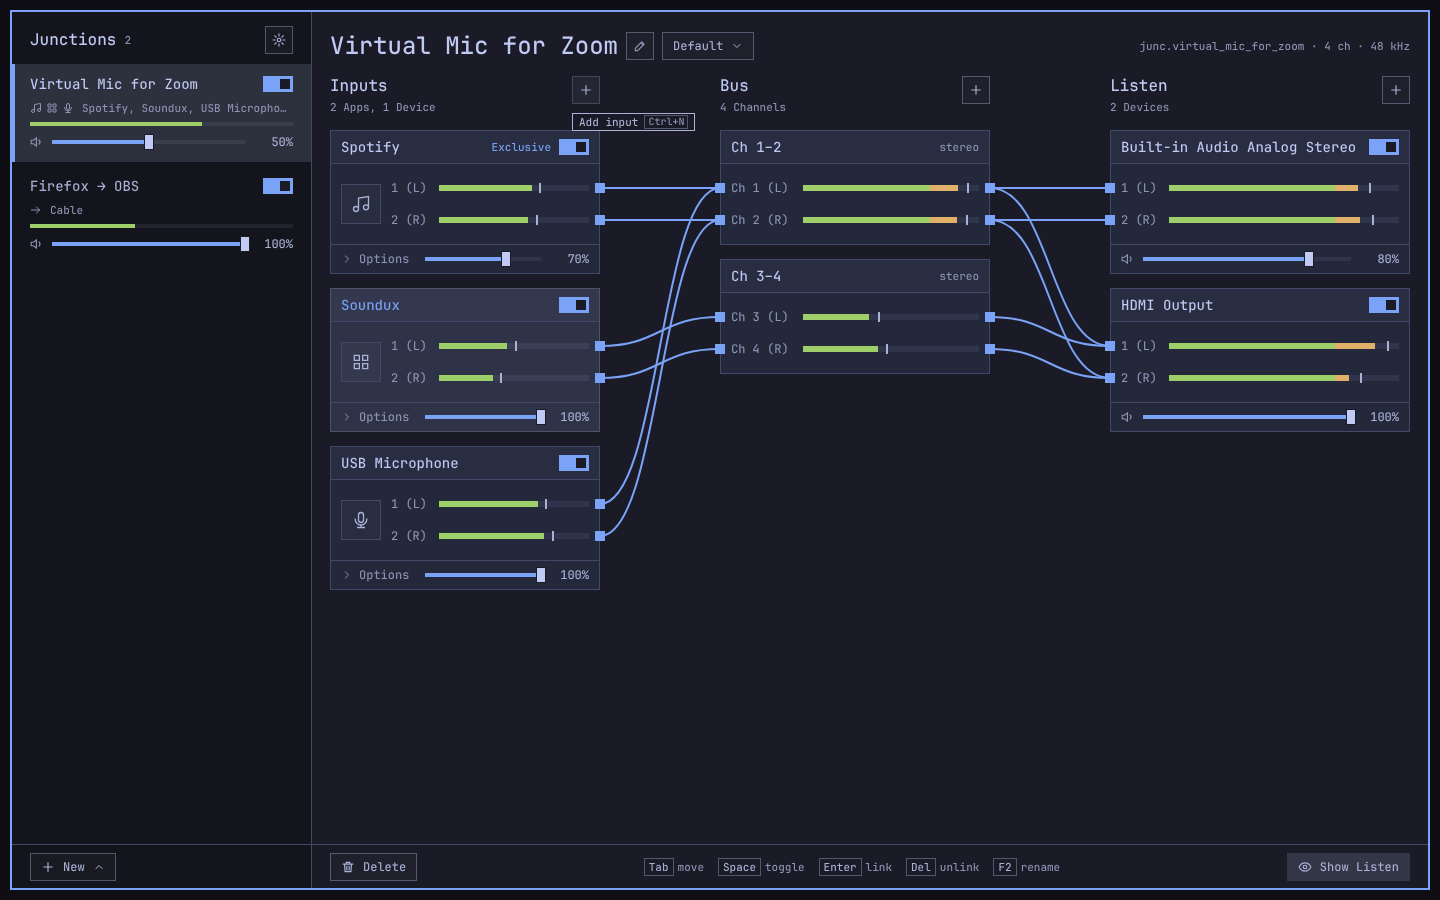 Junctions 2
Virtual Mic for Zoom
Spotify, Soundux, USB Micropho…
50%
Firefox → OBS
→ Cable
100%
New
Virtual Mic for Zoom
Default
junc.virtual_mic_for_zoom · 4 ch · 48 kHz
Inputs
2 Apps, 1 Device
Add input Ctrl+N
Spotify Exclusive
1 (L)
2 (R)
Options 70%
Soundux
1 (L)
2 (R)
Options 100%
USB Microphone
1 (L)
2 (R)
Options 100%
Bus
4 Channels
Ch 1–2 stereo
Ch 1 (L)
Ch 2 (R)
Ch 3–4 stereo
Ch 3 (L)
Ch 4 (R)
Listen
2 Devices
Built-in Audio Analog Stereo
1 (L)
2 (R)
80%
HDMI Output
1 (L)
2 (R)
100%
Delete
Tab move Space toggle Enter link Del unlink F2 rename
Show Listen